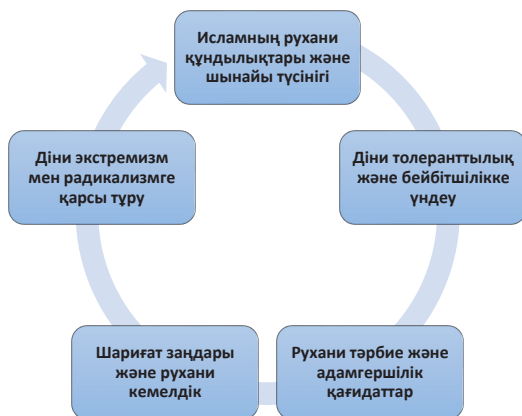 Исламның рухани
құндылықтары және
шынайы түсінігі
Діни толеранттылық
және бейбітшілікке
үндеу
Рухани тәрбие және
адамгершілік
қағидаттар
Шариғат заңдары
және рухани
кемелдік
Діни экстремизм
мен радикализмге
қарсы тұру